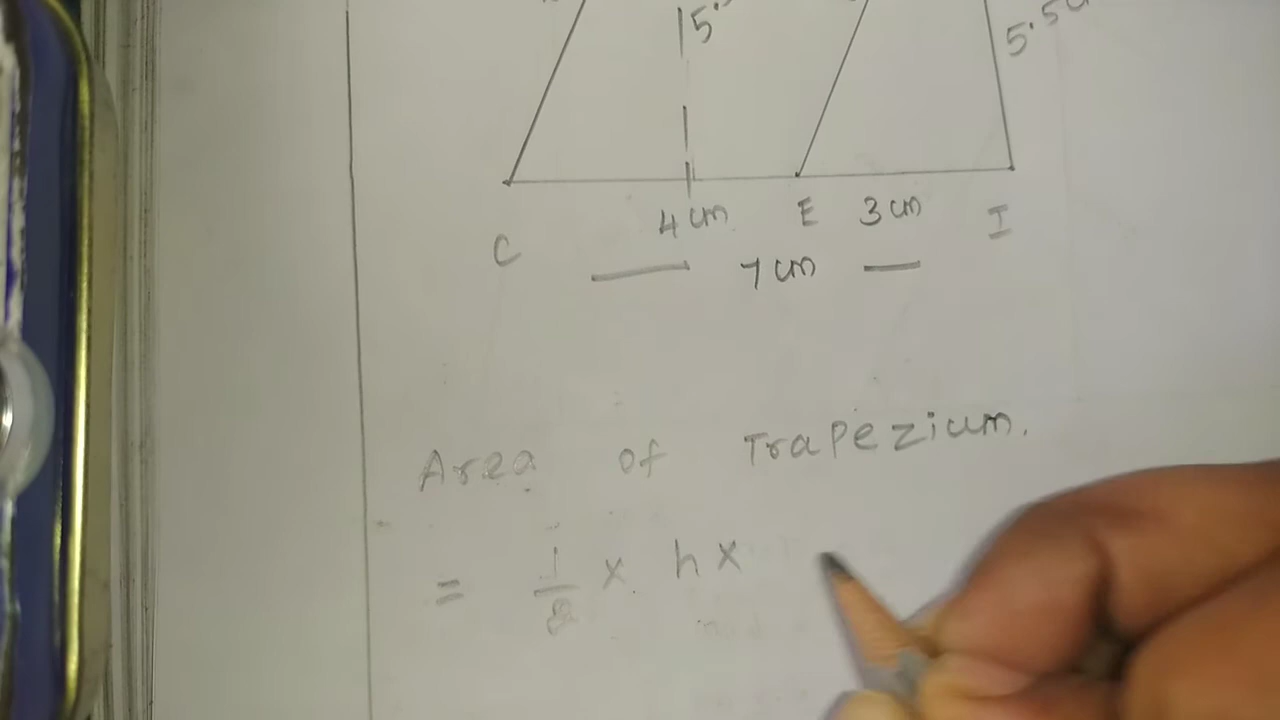 5.5
4 cm E 3 cm
C I
7 cm
Area of Trapezium.
= 1/2 x h x